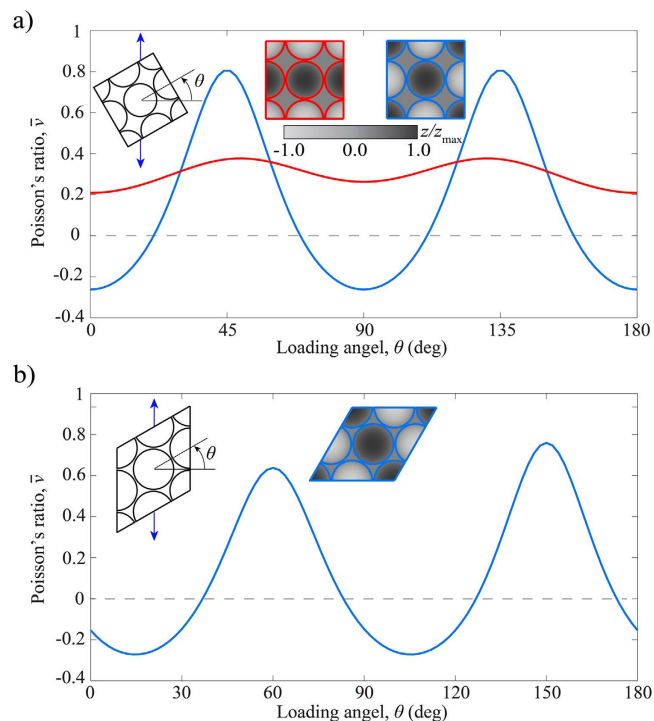 a)
1
0.8
0.6
0.4
0.2
0
-0.2
-0.4
Poisson's ratio, ν̅
θ
z/zmax
-1.0 0.0 1.0
0 45 90 135 180
Loading angel, θ (deg)
b)
1
0.8
0.6
0.4
0.2
0
-0.2
0.4
Poisson's ratio, ν̅
θ
0 30 60 90 120 150 180
Loading angel, θ (deg)